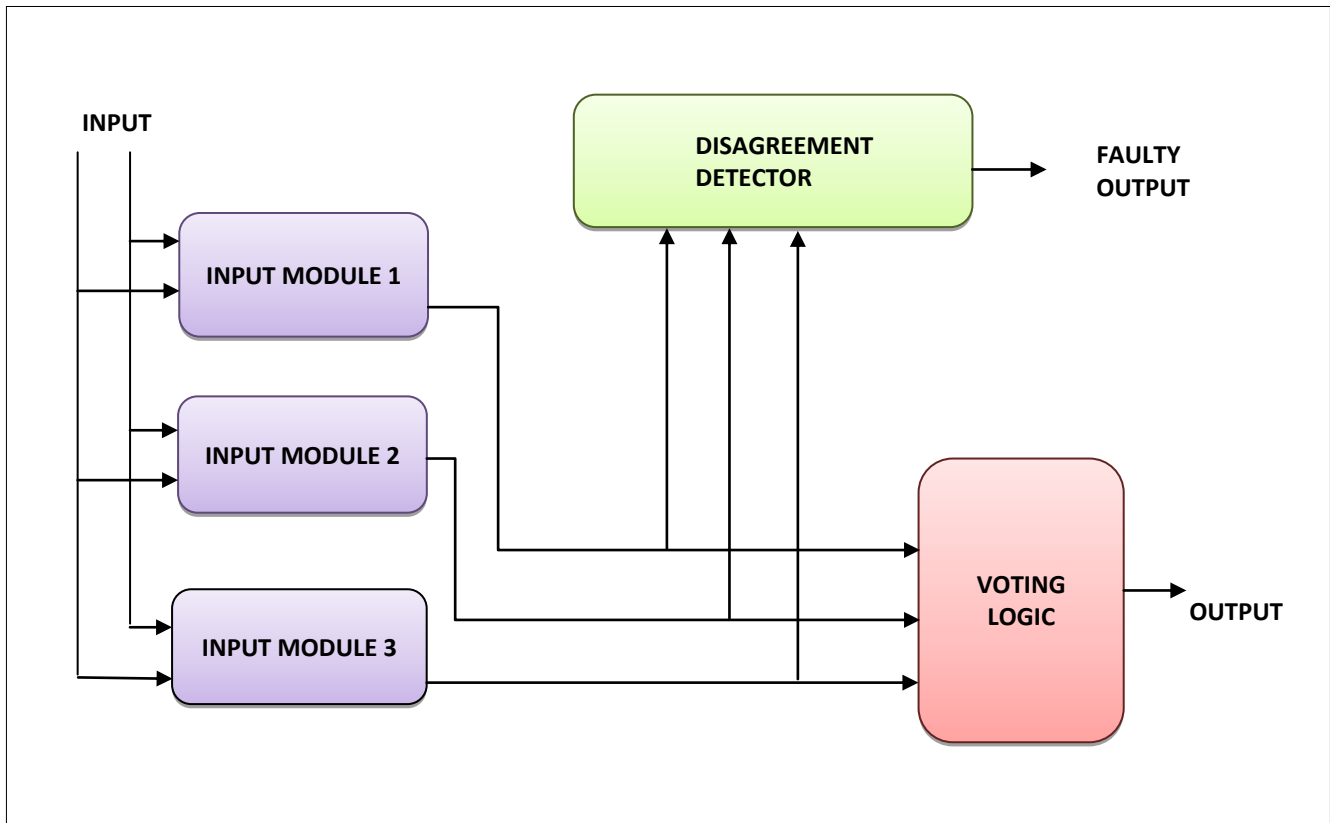 INPUT
DISAGREEMENT
DETECTOR
FAULTY
OUTPUT
INPUT MODULE 1
INPUT MODULE 2
INPUT MODULE 3
VOTING
LOGIC
OUTPUT